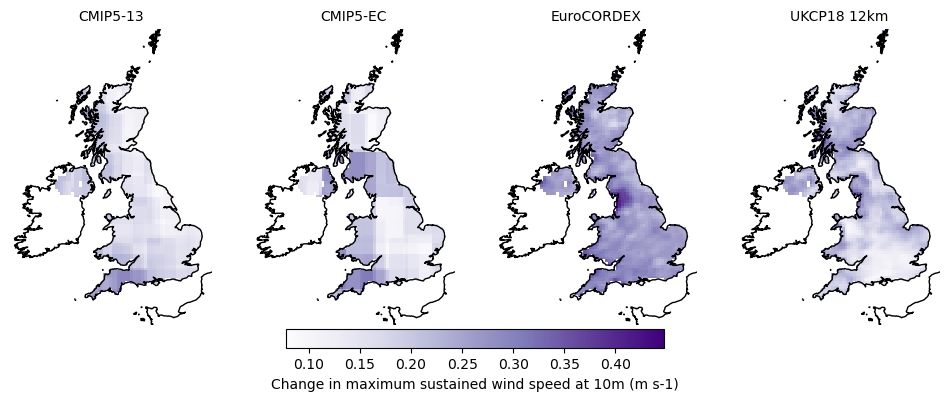 CMIP5-13 CMIP5-EC EuroCORDEX UKCP18 12km
0.10 0.15 0.20 0.25 0.30 0.35 0.40
Change in maximum sustained wind speed at 10m (m s-1)